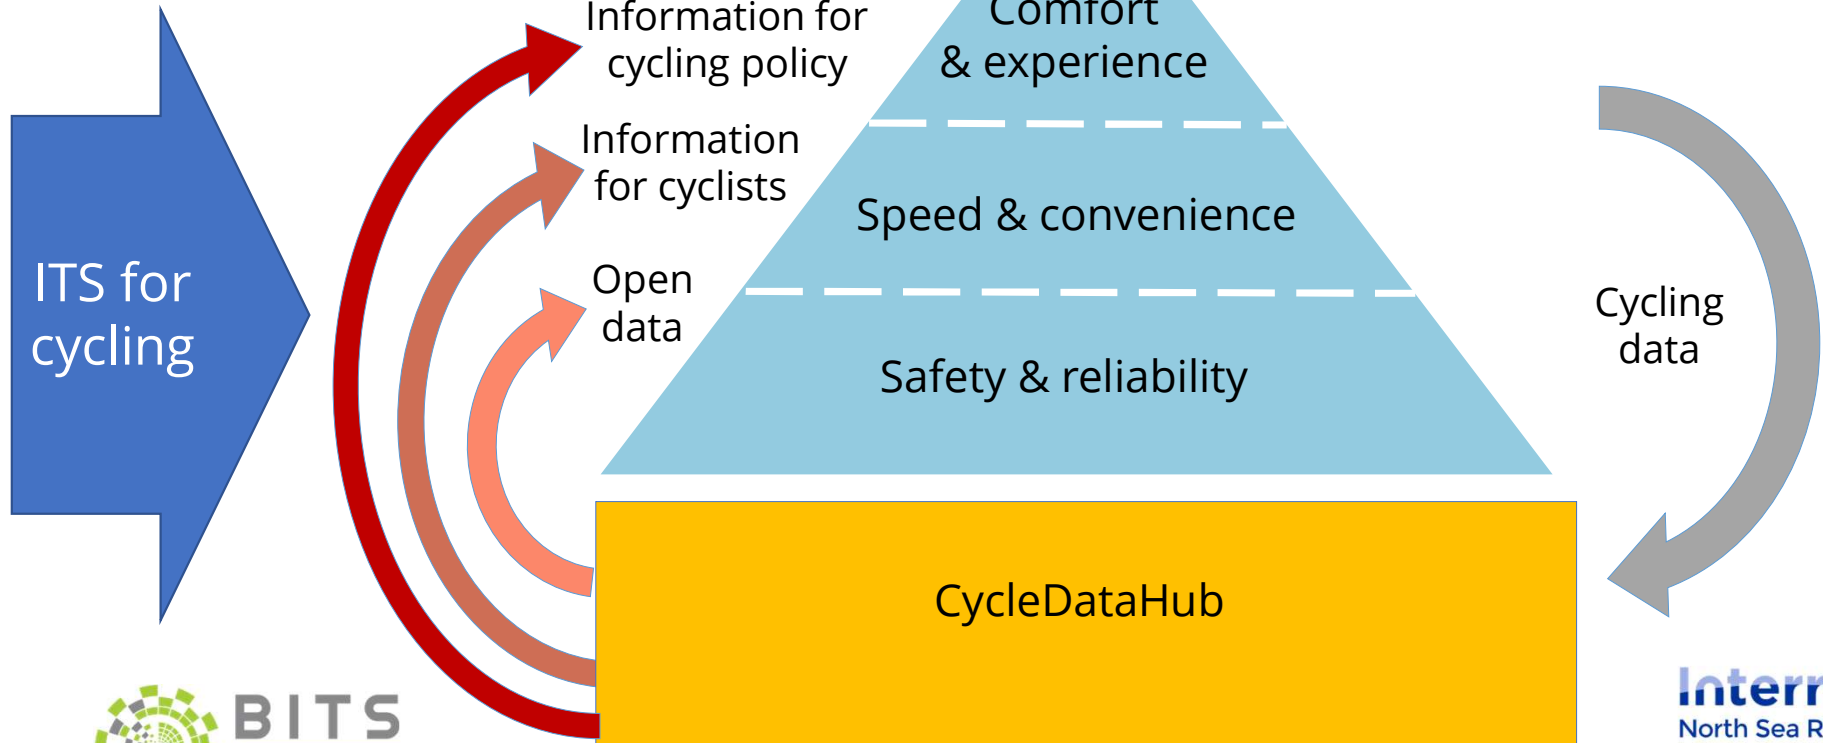 Information for
cycling policy
Comfort
& experience
Information
for cyclists
Speed & convenience
ITS for
cycling
Open
data
Cycling
data
Safety & reliability
CycleDataHub
BITS
North Sea R